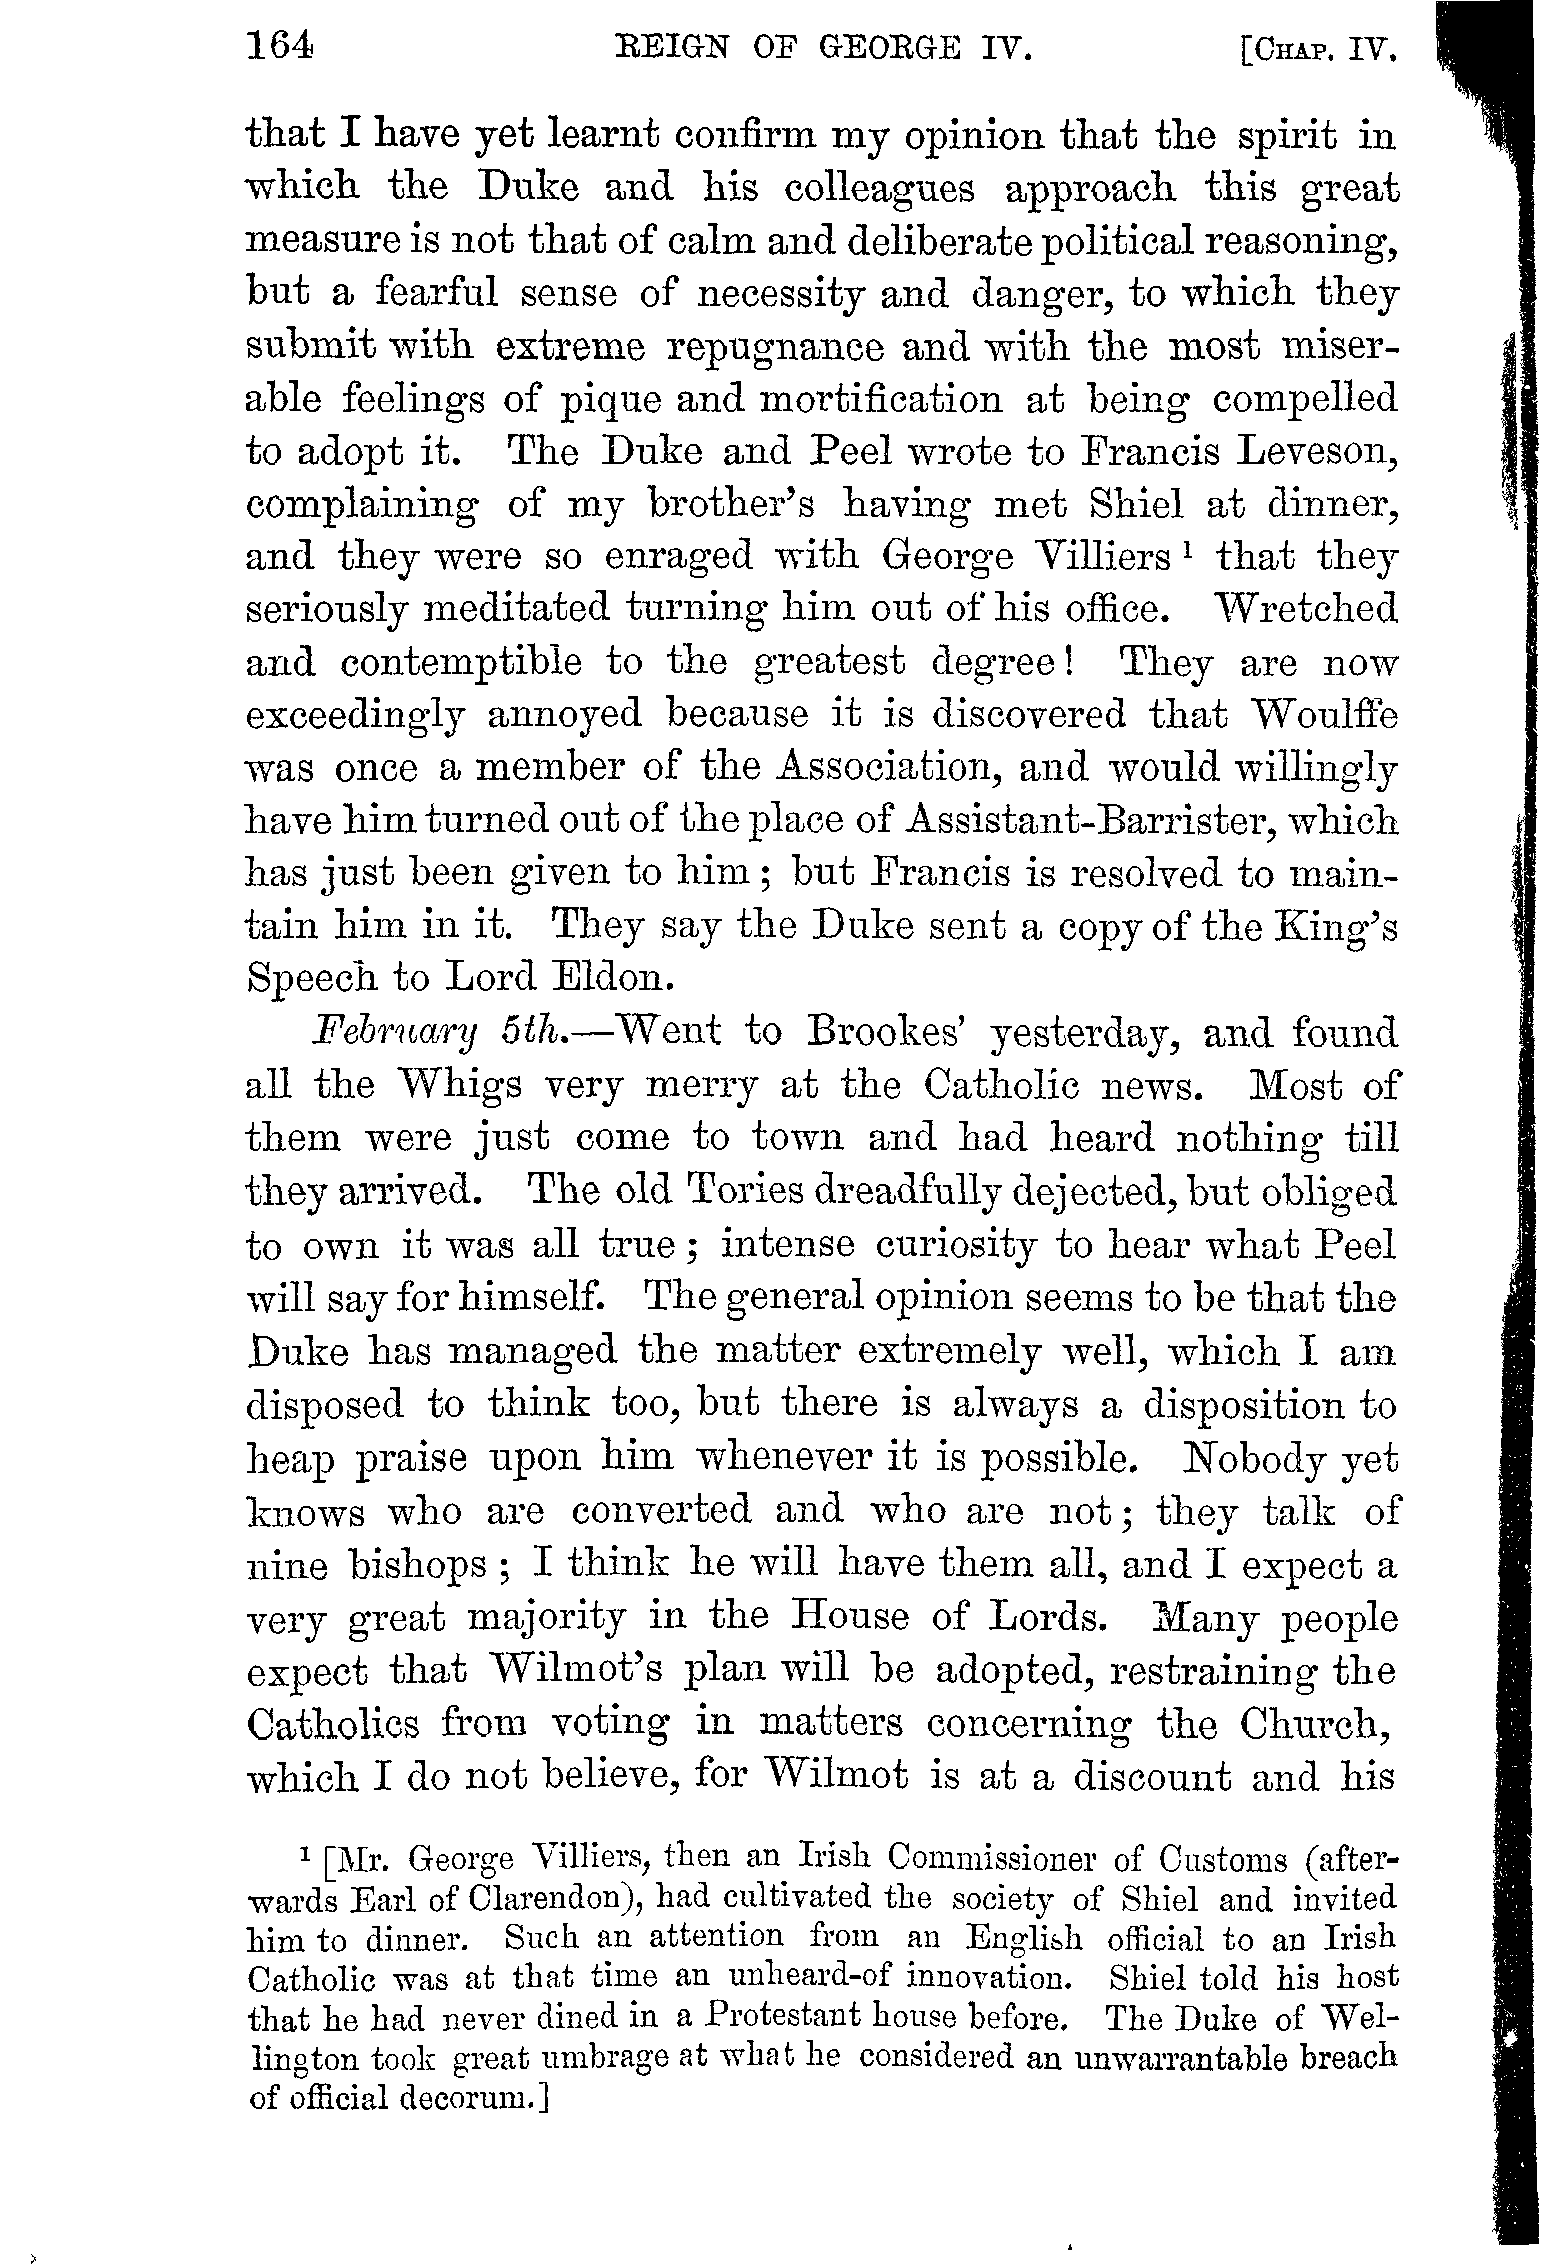 164 REIGN OF GEORGE IV. [CHAP. IV.
that I have yet learnt confirm my opinion that the spirit in
which the Duke and his colleagues approach this great
measure is not that of calm and deliberate political reasoning,
but a fearful sense of necessity and danger, to which they
submit with extreme repugnance and with the most miser-
able feelings of pique and mortification at being compelled
to adopt it. The Duke and Peel wrote to Francis Leveson,
complaining of my brother's having met Shiel at dinner,
and they were so enraged with George Villiers ¹ that they
seriously meditated turning him out of his office. Wretched
and contemptible to the greatest degree! They are now
exceedingly annoyed because it is discovered that Woulffe
was once a member of the Association, and would willingly
have him turned out of the place of Assistant-Barrister, which
has just been given to him; but Francis is resolved to main-
tain him in it. They say the Duke sent a copy of the King's
Speech to Lord Eldon.
February 5th.—Went to Brookes' yesterday, and found
all the Whigs very merry at the Catholic news. Most of
them were just come to town and had heard nothing till
they arrived. The old Tories dreadfully dejected, but obliged
to own it was all true; intense curiosity to hear what Peel
will say for himself. The general opinion seems to be that the
Duke has managed the matter extremely well, which I am
disposed to think too, but there is always a disposition to
heap praise upon him whenever it is possible. Nobody yet
knows who are converted and who are not; they talk of
nine bishops; I think he will have them all, and I expect a
very great majority in the House of Lords. Many people
expect that Wilmot's plan will be adopted, restraining the
Catholics from voting in matters concerning the Church,
which I do not believe, for Wilmot is at a discount and his
¹ [Mr. George Villiers, then an Irish Commissioner of Customs (after-
wards Earl of Clarendon), had cultivated the society of Shiel and invited
him to dinner. Such an attention from an English official to an Irish
Catholic was at that time an unheard-of innovation. Shiel told his host
that he had never dined in a Protestant house before. The Duke of Wel-
lington took great umbrage at what he considered an unwarrantable breach
of official decorum.]